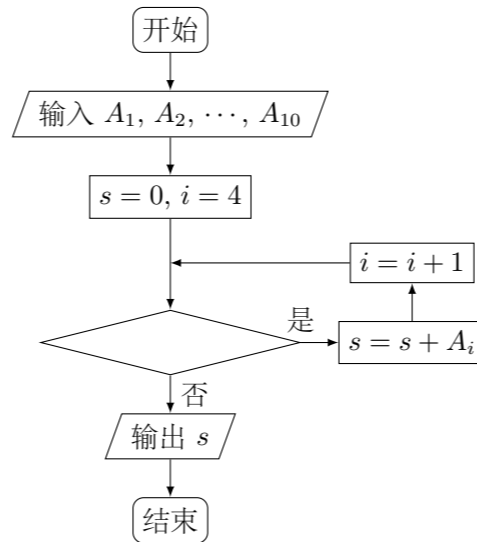 开始
输入 A₁, A₂, ⋯, A₁₀
s = 0, i = 4
i = i + 1
是
s = s + Aᵢ
否
输出 s
结束